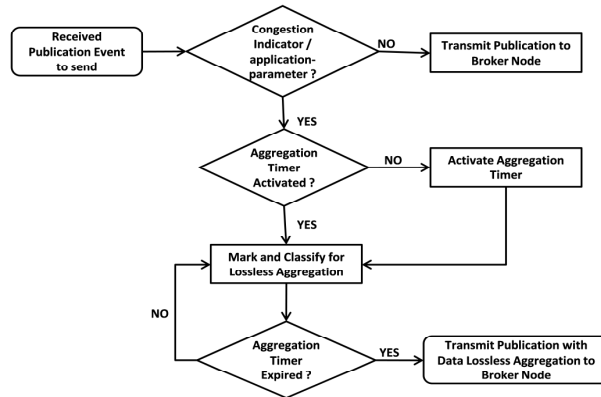 Received
Publication Event
to send
Congestion
Indicator /
application-
parameter ?
NO
Transmit Publication to
Broker Node
YES
Aggregation
Timer
Activated ?
NO
Activate Aggregation
Timer
YES
Mark and Classify for
Lossless Aggregation
NO
Aggregation
Timer
Expired ?
YES
Transmit Publication with
Data Lossless Aggregation to
Broker Node